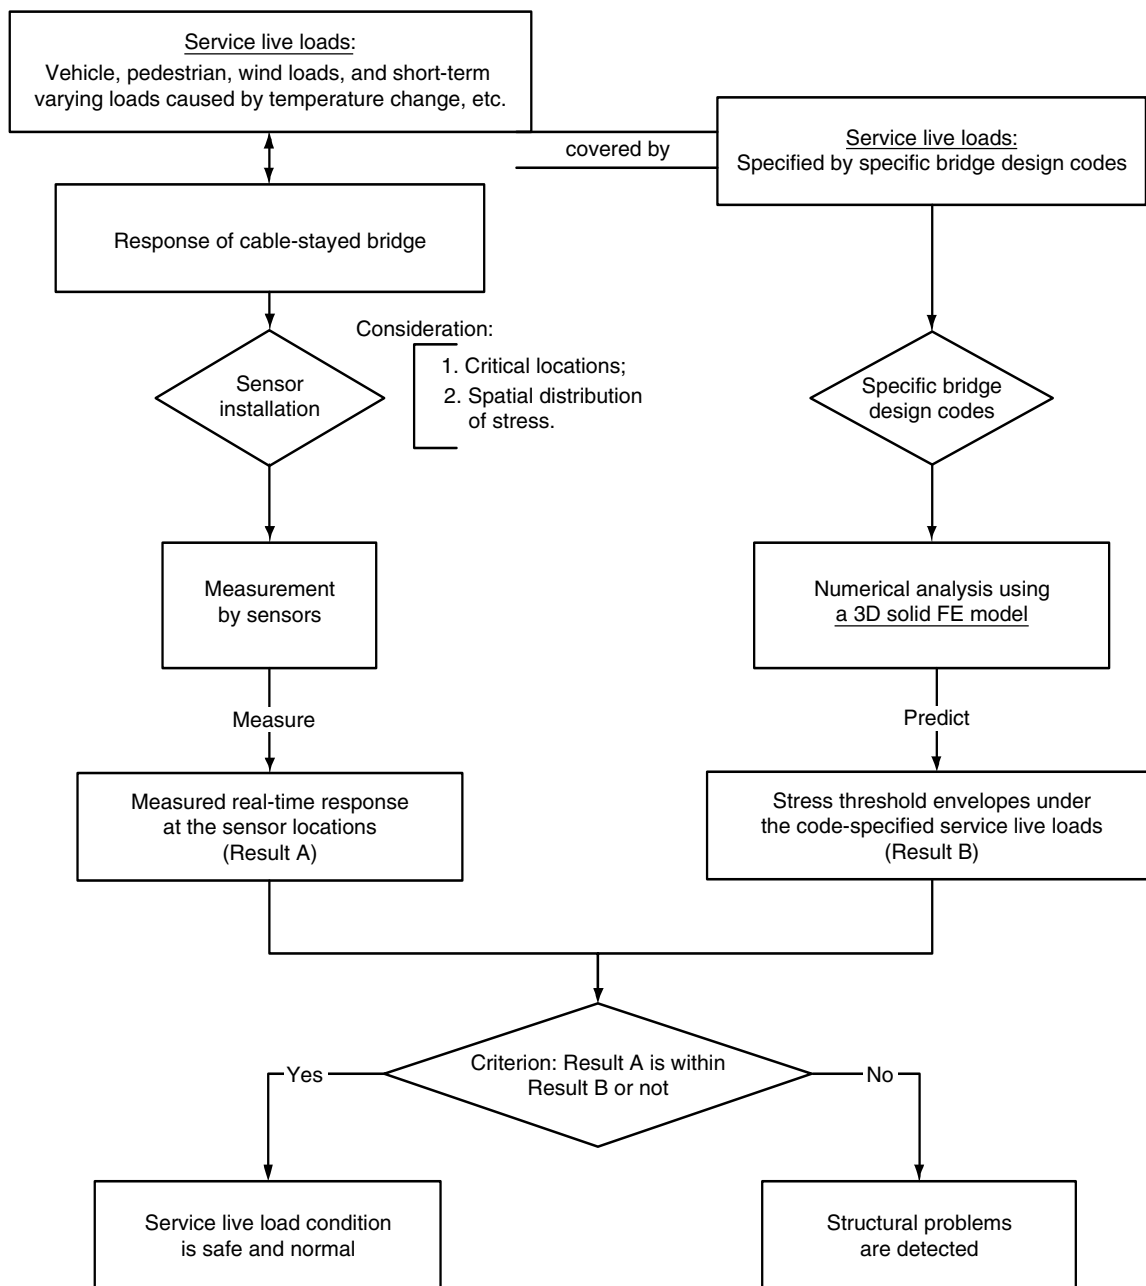 Service live loads:
Vehicle, pedestrian, wind loads, and short-term
varying loads caused by temperature change, etc.
covered by
Service live loads:
Specified by specific bridge design codes
Response of cable-stayed bridge
Consideration:
1. Critical locations;
2. Spatial distribution
of stress.
Sensor
installation
Specific bridge
design codes
Measurement
by sensors
Numerical analysis using
a 3D solid FE model
Measure
Predict
Measured real-time response
at the sensor locations
(Result A)
Stress threshold envelopes under
the code-specified service live loads
(Result B)
Criterion: Result A is within
Result B or not
Yes
No
Service live load condition
is safe and normal
Structural problems
are detected